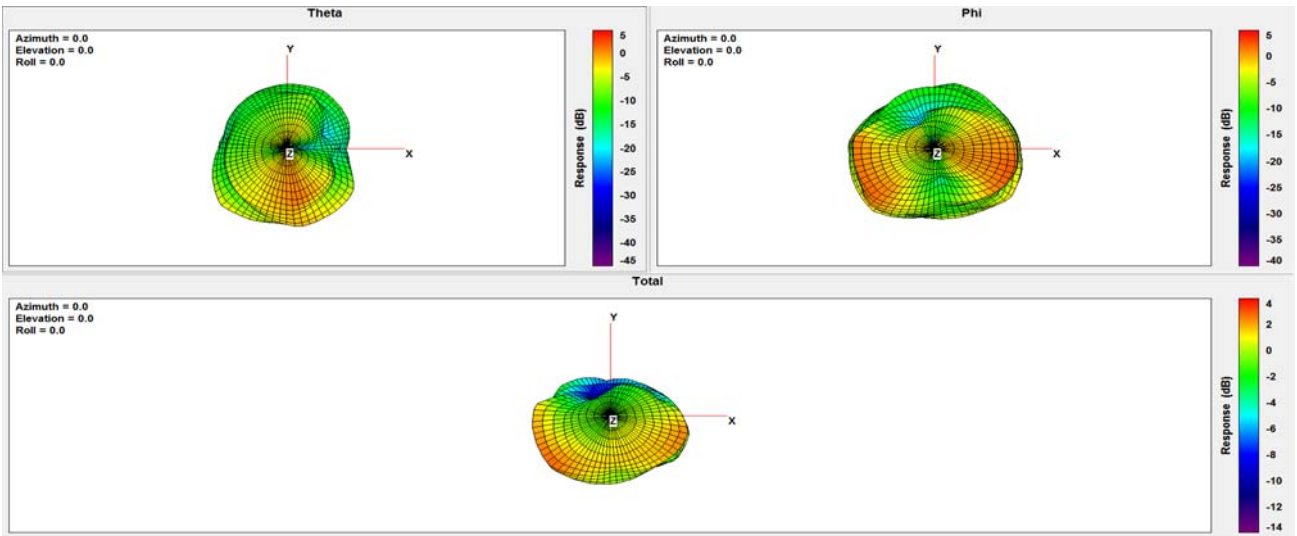 Theta
Azimuth = 0.0
Elevation = 0.0
Roll = 0.0
Y
X
Z
Response (dB)
5
0
-5
-10
-15
-20
-25
-30
-35
-40
-45
Phi
Azimuth = 0.0
Elevation = 0.0
Roll = 0.0
Y
X
Z
Response (dB)
5
0
-5
-10
-15
-20
-25
-30
-35
-40
Total
Azimuth = 0.0
Elevation = 0.0
Roll = 0.0
Y
X
Z
Response (dB)
4
2
0
-2
-4
-6
-8
-10
-12
-14